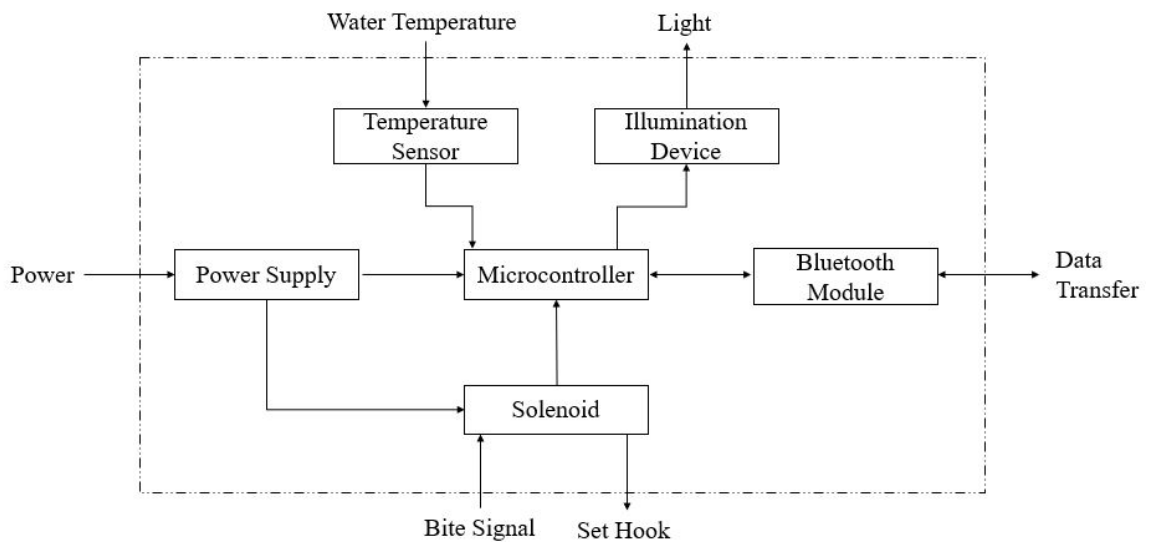 Water Temperature
Light
Temperature
Sensor
Illumination
Device
Power
Power Supply
Microcontroller
Bluetooth
Module
Data
Transfer
Solenoid
Bite Signal
Set Hook